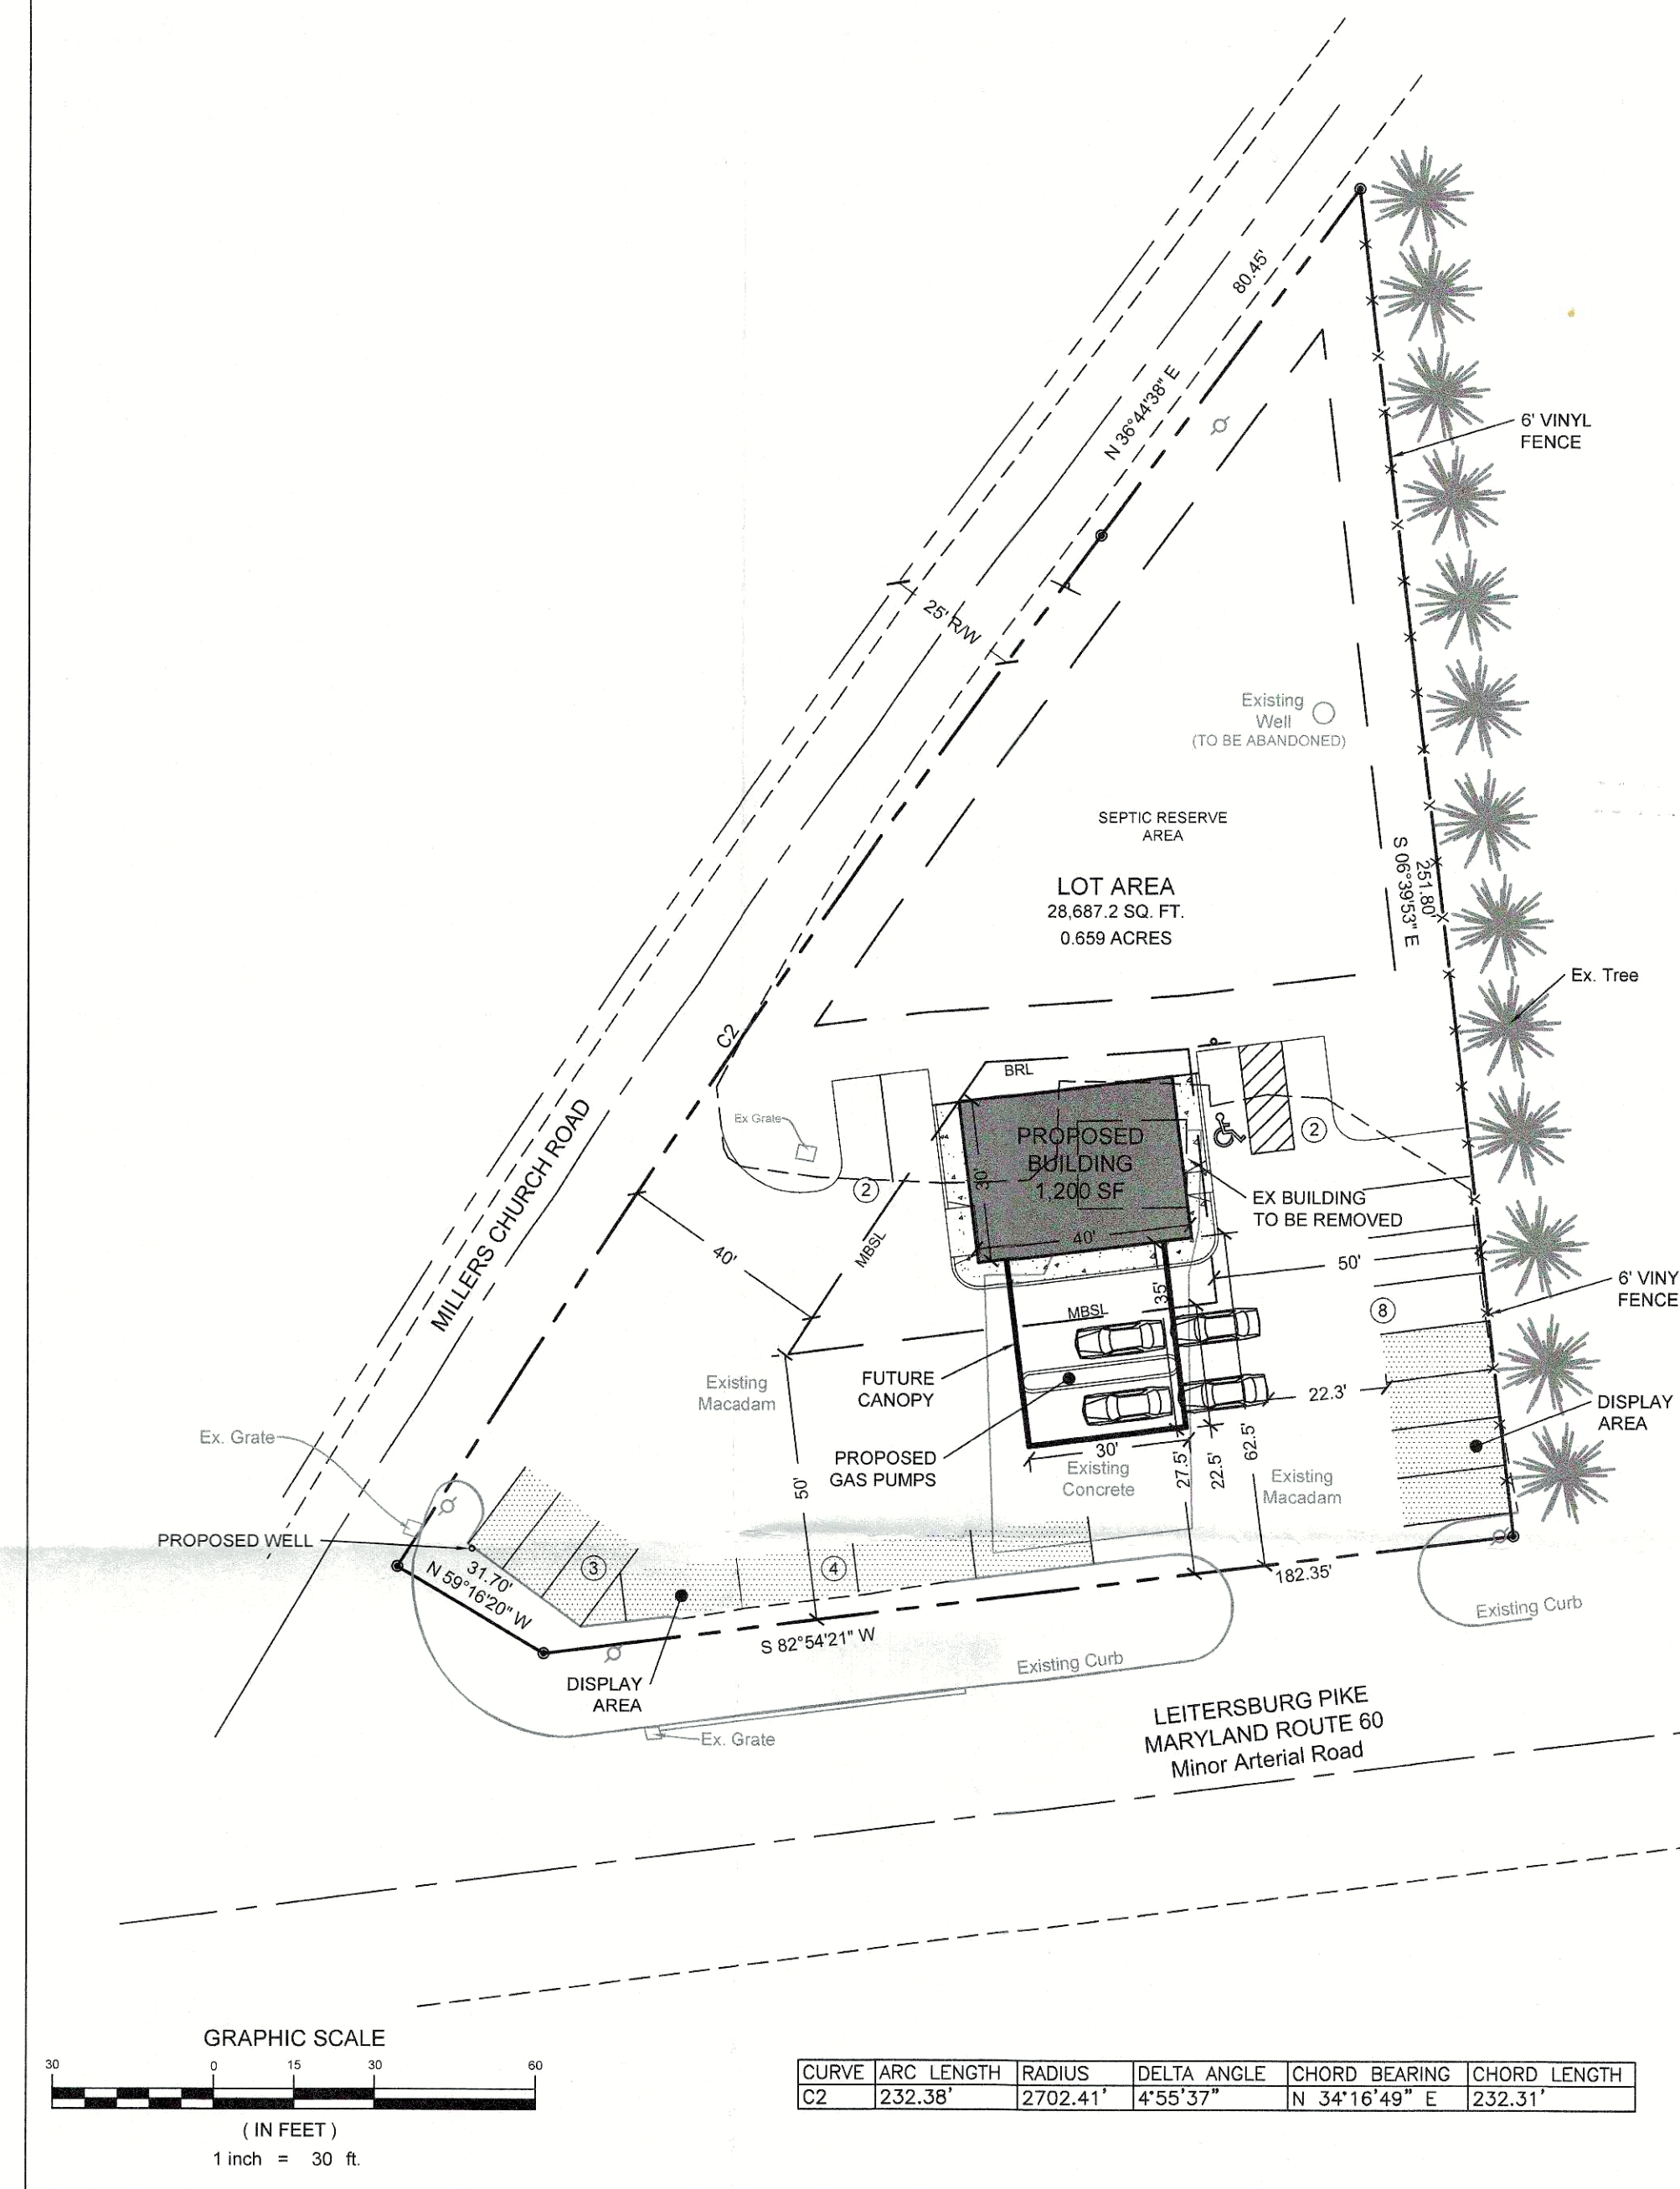 80.45'
N 36°44'38" E
6' VINYL
FENCE
25' R/W
Existing
Well
(TO BE ABANDONED)
SEPTIC RESERVE
AREA
LOT AREA
28,687.2 SQ. FT.
0.659 ACRES
251.80'
S 06°39'53" E
Ex. Tree
C2
BRL
Ex Grate
MILLERS CHURCH ROAD
PROPOSED
BUILDING
1,200 SF
30'
40'
2
2
EX BUILDING
TO BE REMOVED
40'
MBSL
50'
6' VINY
FENCE
35'
MBSL
8
FUTURE
CANOPY
Existing
Macadam
22.3'
DISPLAY
AREA
Ex. Grate
PROPOSED
GAS PUMPS
30'
Existing
Concrete
27.5'
22.5'
62.5'
Existing
Macadam
50'
PROPOSED WELL
31.70'
N 59°16'20" W
3
4
182.35'
Existing Curb
S 82°54'21" W
Existing Curb
DISPLAY
AREA
Ex. Grate
LEITERSBURG PIKE
MARYLAND ROUTE 60
Minor Arterial Road
GRAPHIC SCALE
30 0 15 30 60
( IN FEET )
1 inch = 30 ft.
CURVE ARC LENGTH RADIUS DELTA ANGLE CHORD BEARING CHORD LENGTH
C2 232.38' 2702.41' 4°55'37" N 34°16'49" E 232.31'